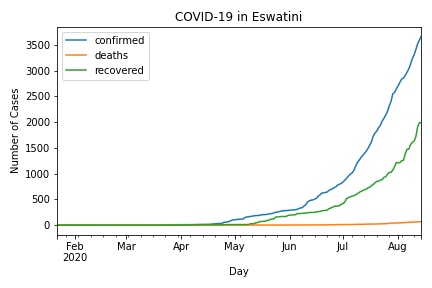 COVID-19 in Eswatini
confirmed
deaths
recovered
Number of Cases
3500
3000
2500
2000
1500
1000
500
0
Feb Mar Apr May Jun Jul Aug
2020
Day